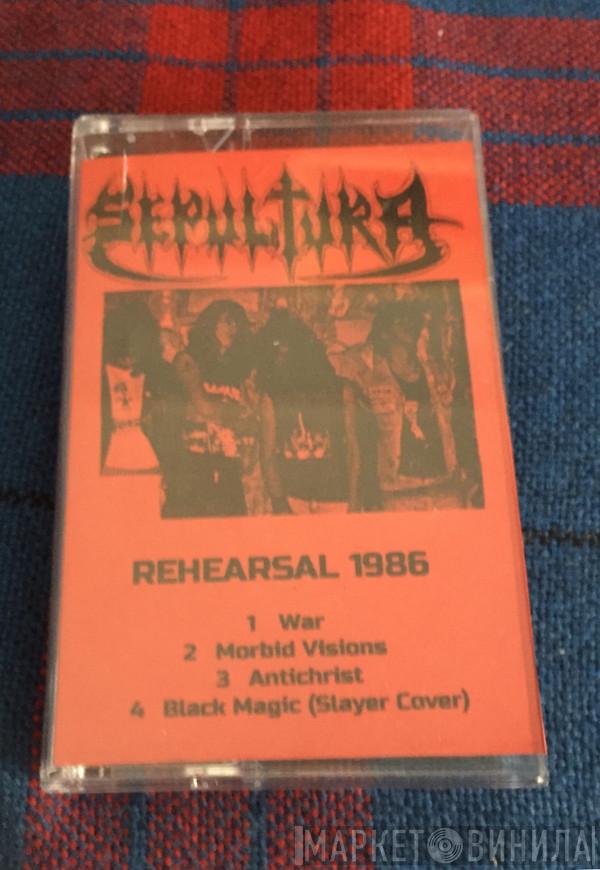 SEPULTURA
REHEARSAL 1986
1 War
2 Morbid Visions
3 Antichrist
4 Black Magic (Slayer Cover)
МАРКЕТ ВИНИЛА